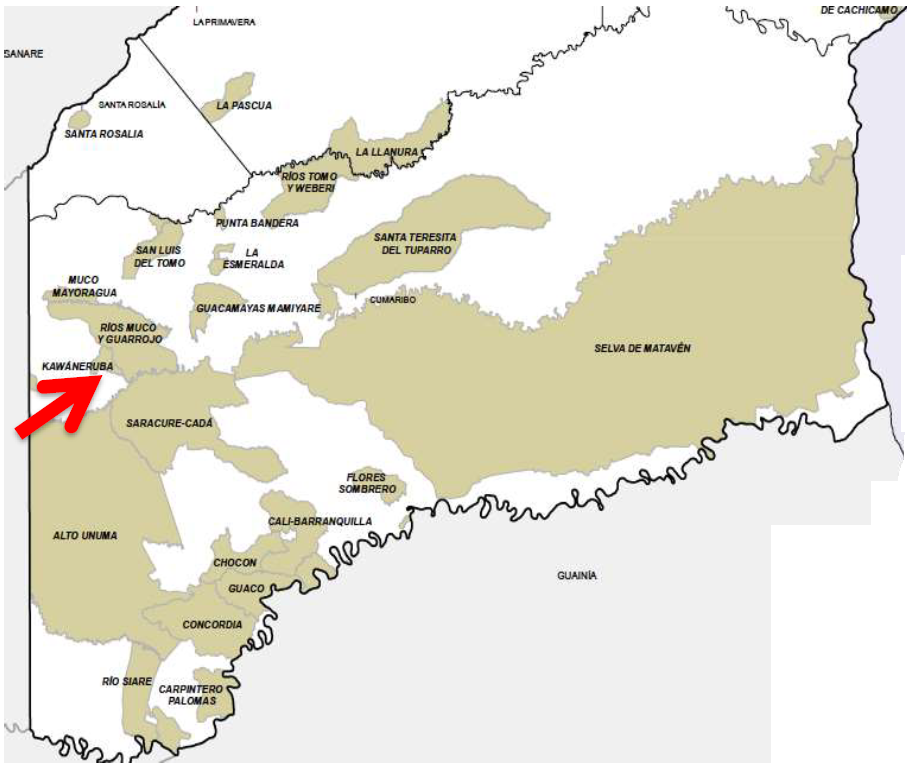 DE CACHICAMO
LA PRIMAVERA
SANARE
SANTA ROSALÍA
LA PASCUA
SANTA ROSALIA
LA LLANURA
RÍOS TOMO
Y WEBERI
PUNTA BANDERA
SANTA TERESITA
DEL TUPARRO
SAN LUIS
DEL TOMO
LA
ESMERALDA
MUCO
MAYORAGUA
GUACAMAYAS MAMIYARE
CUMARIBO
RÍOS MUCO
Y GUARROJO
SELVA DE MATAVÉN
KAWÁNERUBA
SARACURE-CADÁ
FLORES
SOMBRERO
CALI-BARRANQUILLA
ALTO UNUMA
CHOCON
GUAINÍA
GUACO
CONCORDIA
RÍO SIARE
CARPINTERO
PALOMAS